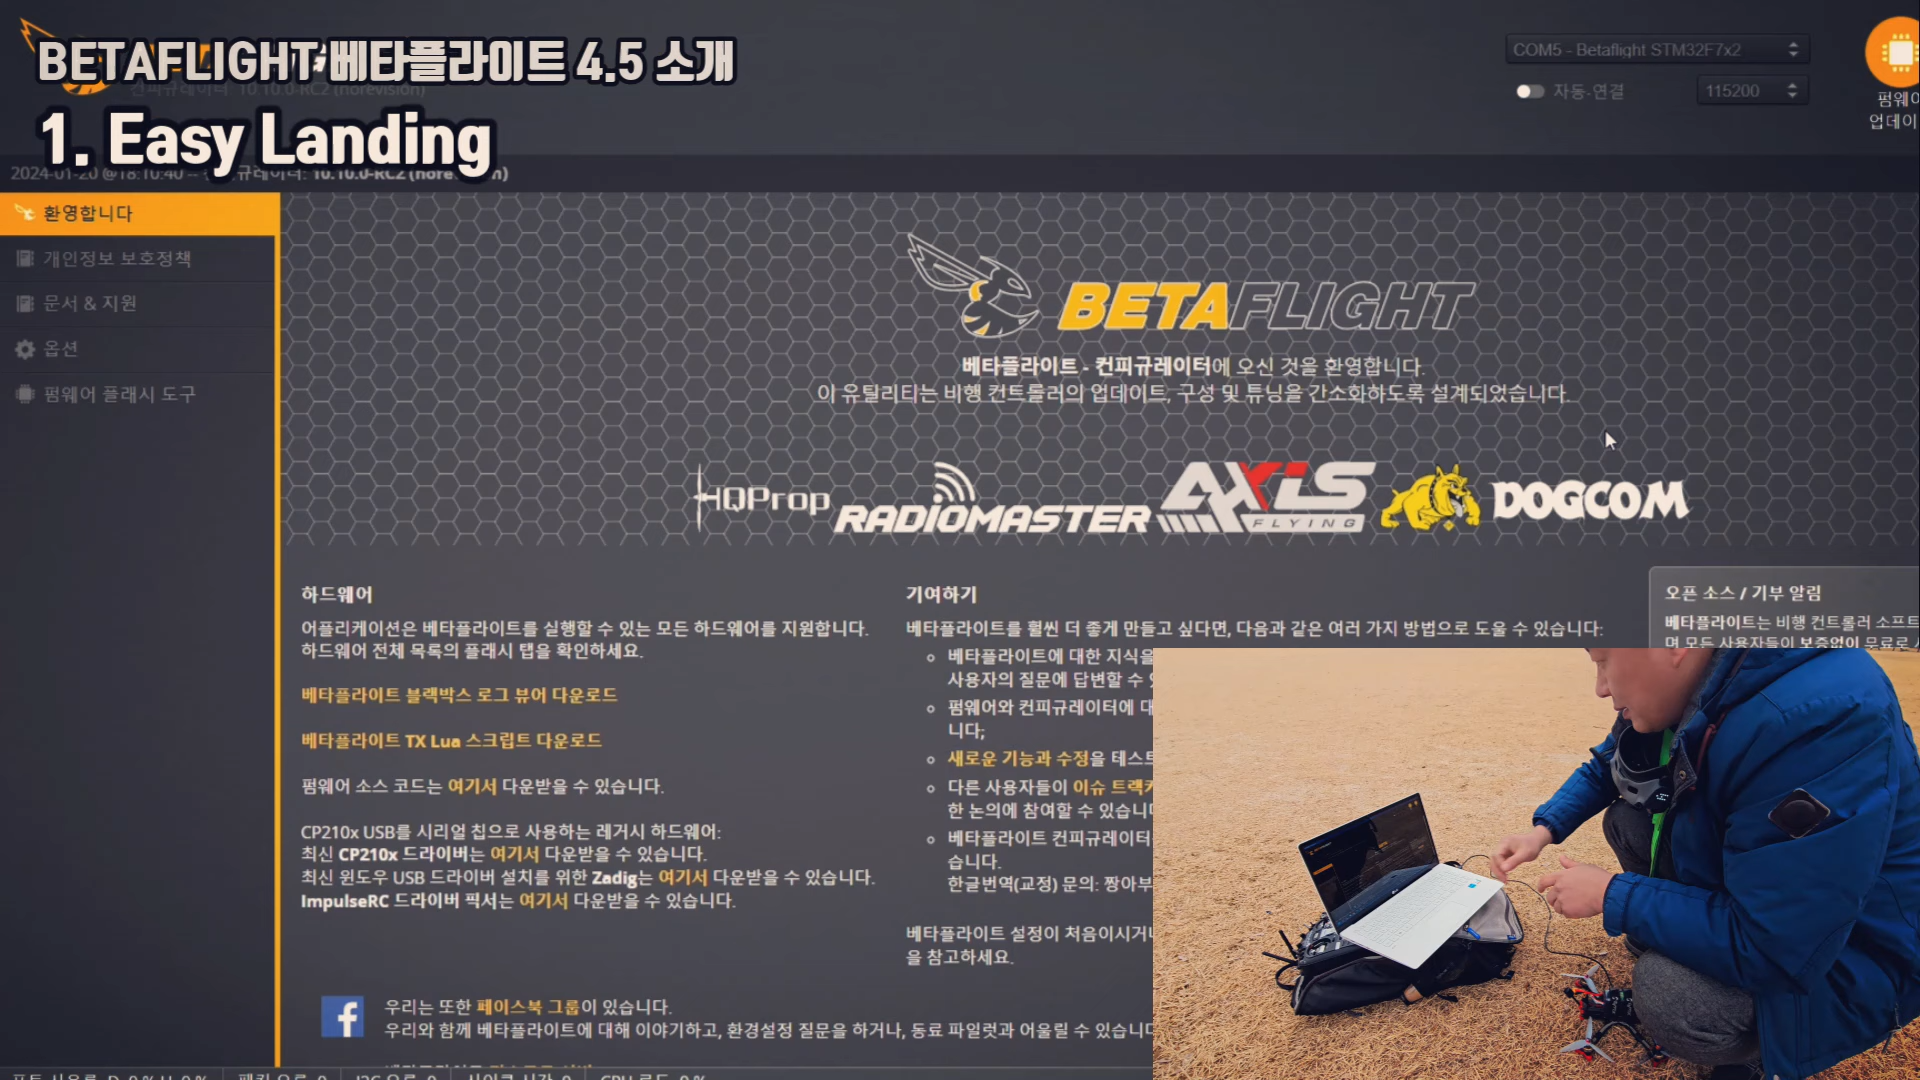 BETAFLIGHT 베타플라이트 4.5 소개
1. Easy Landing
COM5 - Betaflight STM32F7x2
자동-연결
115200
펌웨어
업데이
환영합니다
개인정보 보호정책
문서 & 지원
옵션
펌웨어 플래시 도구
BETAFLIGHT
베타플라이트 - 컨피규레이터에 오신 것을 환영합니다.
이 유틸리티는 비행 컨트롤러의 업데이트, 구성 및 튜닝을 간소화하도록 설계되었습니다.
HQProp
RADIOMASTER
AXIS
FLYING
DOGCOM
하드웨어
어플리케이션은 베타플라이트를 실행할 수 있는 모든 하드웨어를 지원합니다.
하드웨어 전체 목록의 플래시 탭을 확인하세요.
베타플라이트 블랙박스 로그 뷰어 다운로드
베타플라이트 TX Lua 스크립트 다운로드
펌웨어 소스 코드는 여기서 다운받을 수 있습니다.
CP210x USB를 시리얼 칩으로 사용하는 레거시 하드웨어:
최신 CP210x 드라이버는 여기서 다운받을 수 있습니다.
최신 윈도우 USB 드라이버 설치를 위한 Zadig는 여기서 다운받을 수 있습니다.
ImpulseRC 드라이버 픽서는 여기서 다운받을 수 있습니다.
우리는 또한 페이스북 그룹이 있습니다.
우리와 함께 베타플라이트에 대해 이야기하고, 환경설정 질문을 하거나, 동료 파일럿과 어울릴 수 있습니다
기여하기
베타플라이트를 훨씬 더 좋게 만들고 싶다면, 다음과 같은 여러 가지 방법으로 도울 수 있습니다:
베타플라이트에 대한 지식을
사용자의 질문에 답변할 수
펌웨어와 컨피규레이터에 대
니다;
새로운 기능과 수정을 테스트
다른 사용자들이 이슈 트랙
한 논의에 참여할 수 있습니
베타플라이트 컨피규레이터
습니다.
한글번역(교정) 문의: 짱아부
베타플라이트 설정이 처음이시거
을 참고하세요.
오픈 소스 / 기부 알림
베타플라이트는 비행 컨트롤러 소프트
며 모든 사용자들이 보증없이 무료로